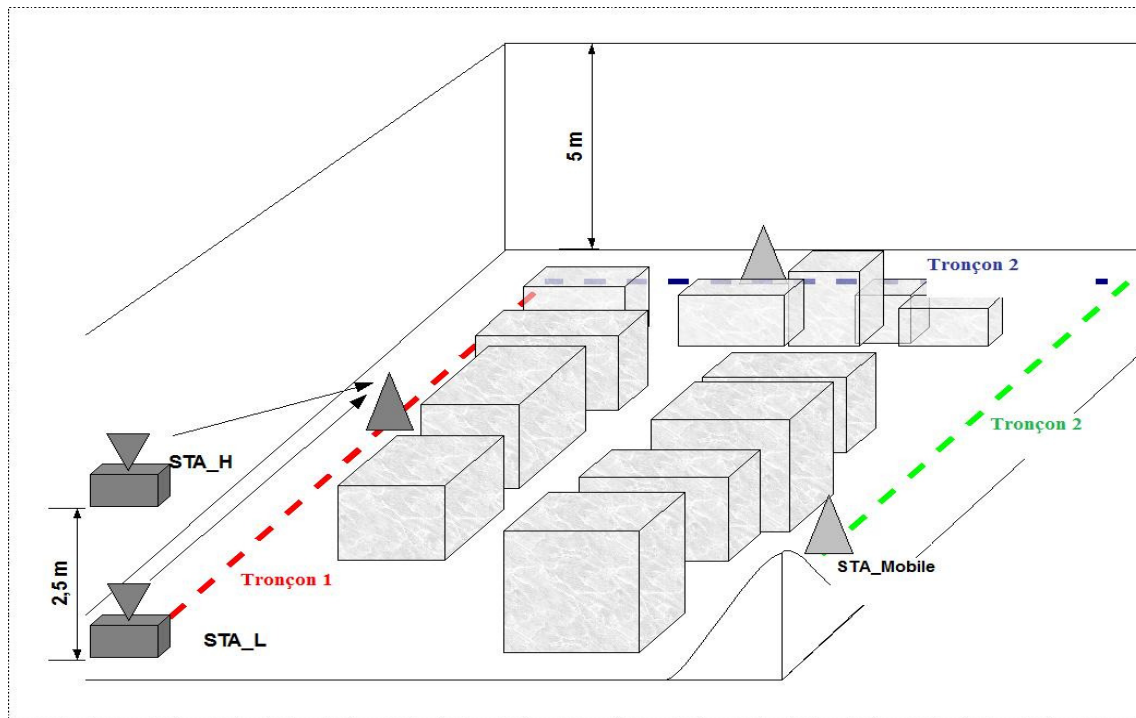 5 m
Tronçon 2
Tronçon 2
STA_H
STA_Mobile
Tronçon 1
2,5 m
STA_L